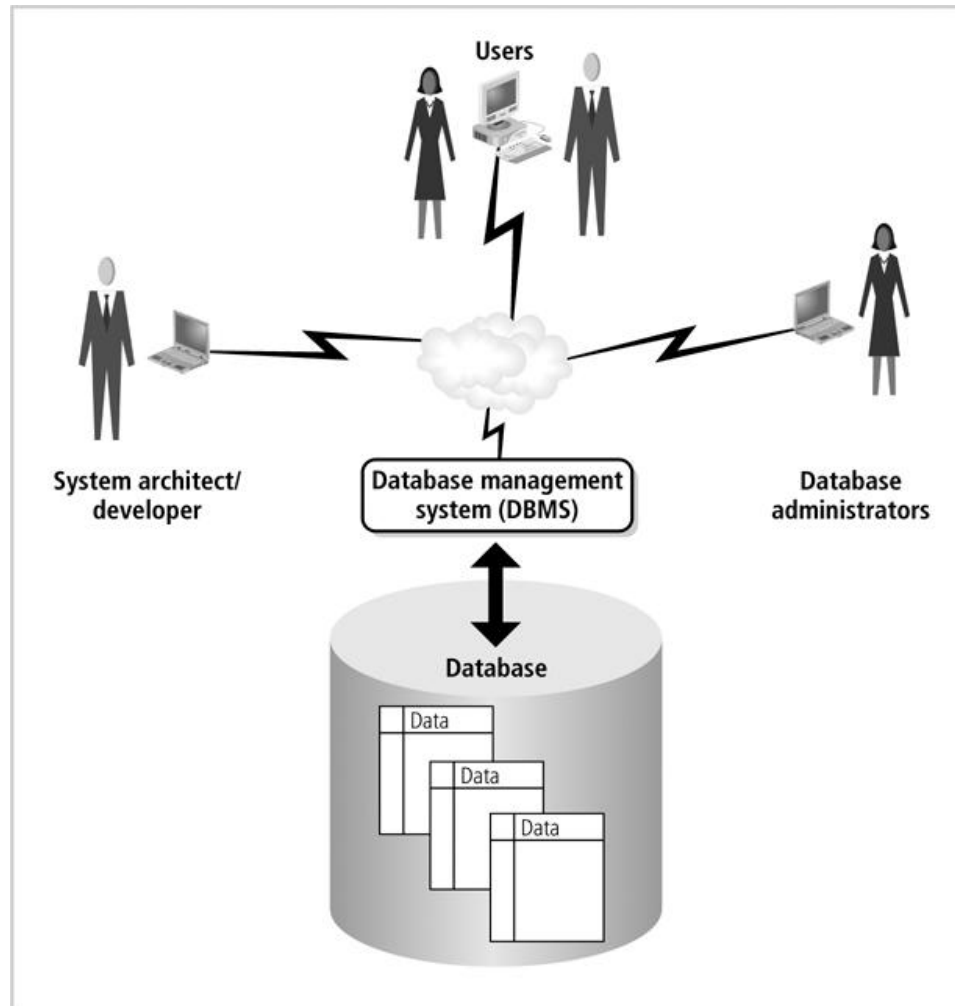 Users
System architect/
developer
Database management
system (DBMS)
Database
administrators
Database
Data
Data
Data